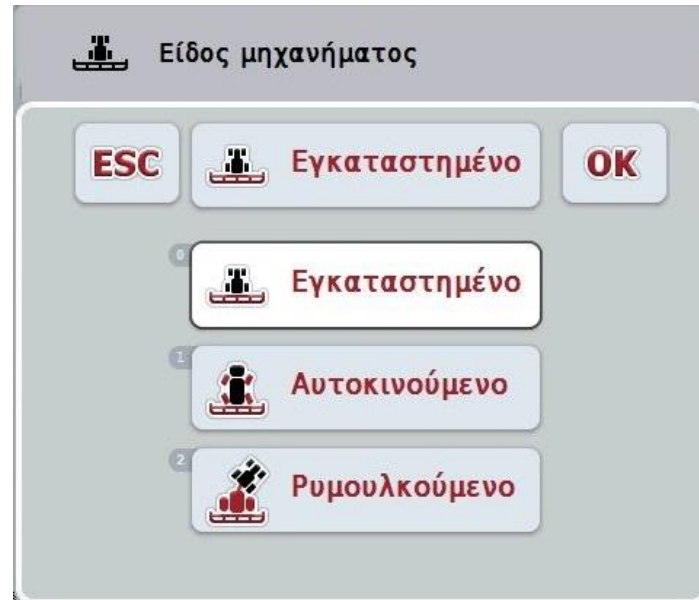 Είδος μηχανήματος
ESC
Εγκαταστημένο
OK
0
Εγκαταστημένο
1
Αυτοκινούμενο
2
Ρυμουλκούμενο